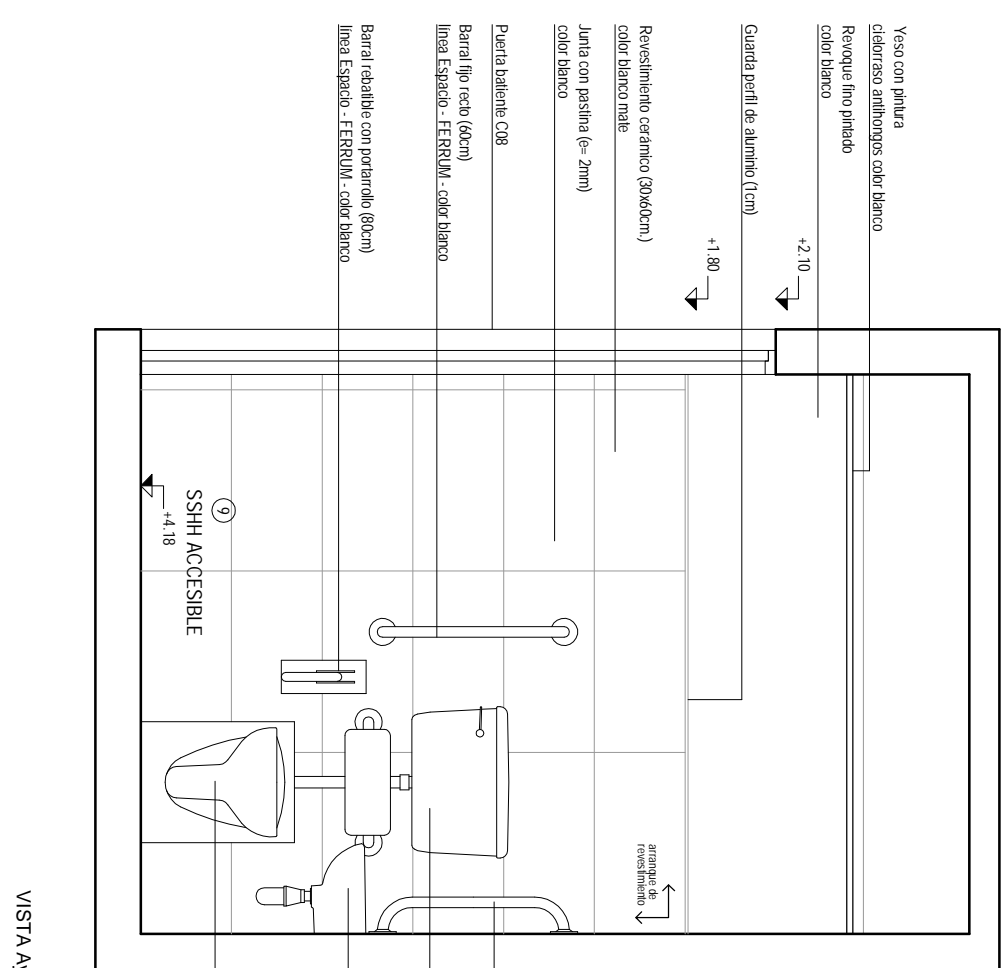 Yeso con pintura
cielorraso antihongos color blanco
Revoque fino pintado
color blanco
Guarda perfil de aluminio (1cm)
Revestimiento cerámico (30x60cm.)
color blanco mate
Junta con pastina (e= 2mm)
color blanco
Puerta batiente C08
Barral fijo recto (60cm)
línea Espacio - FERRUM - color blanco
Barral rebatible con portarrollo (80cm)
línea Espacio - FERRUM - color blanco
+2.10
+1.80
arranque de
revestimiento
9
SSHH ACCESIBLE
+4.18
VISTA A